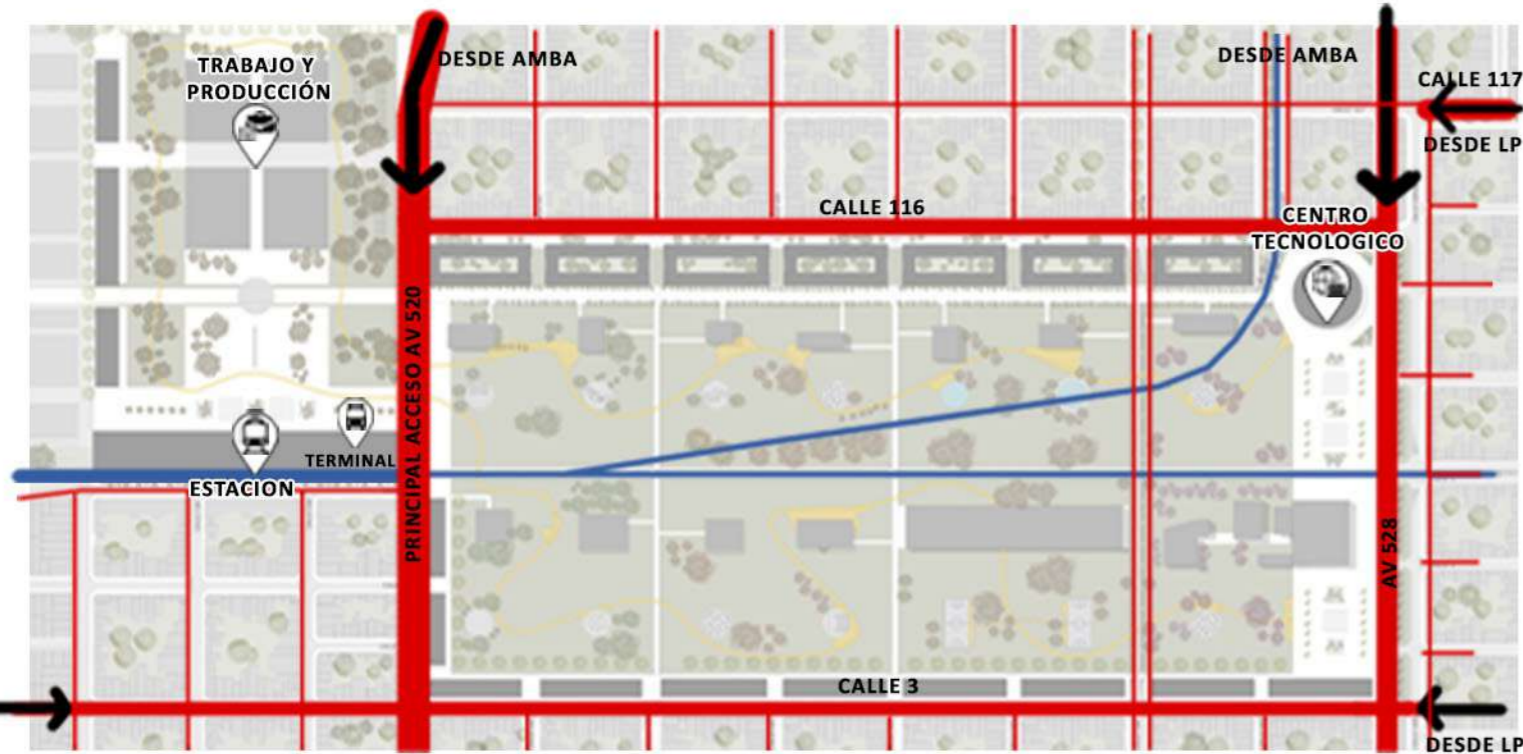 DESDE AMBA
DESDE AMBA
TRABAJO Y
PRODUCCIÓN
CALLE 117
DESDE LP
CALLE 116
CENTRO
TECNOLOGICO
PRINCIPAL ACCESO AV 520
TERMINAL
ESTACION
AV 528
CALLE 3
DESDE LP